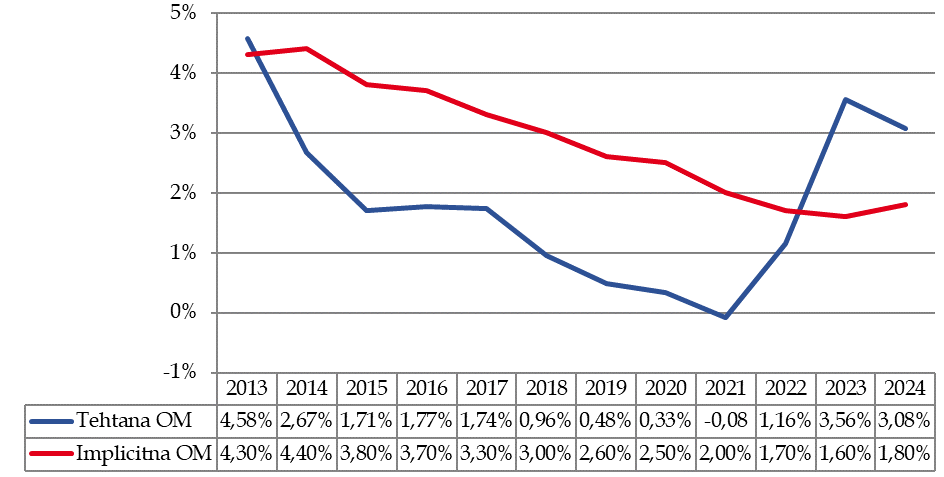 5%
4%
3%
2%
1%
0%
-1%
2013 2014 2015 2016 2017 2018 2019 2020 2021 2022 2023 2024
Tehtana OM 4,58% 2,67% 1,71% 1,77% 1,74% 0,96% 0,48% 0,33% -0,08 1,16% 3,56% 3,08%
Implicitna OM 4,30% 4,40% 3,80% 3,70% 3,30% 3,00% 2,60% 2,50% 2,00% 1,70% 1,60% 1,80%